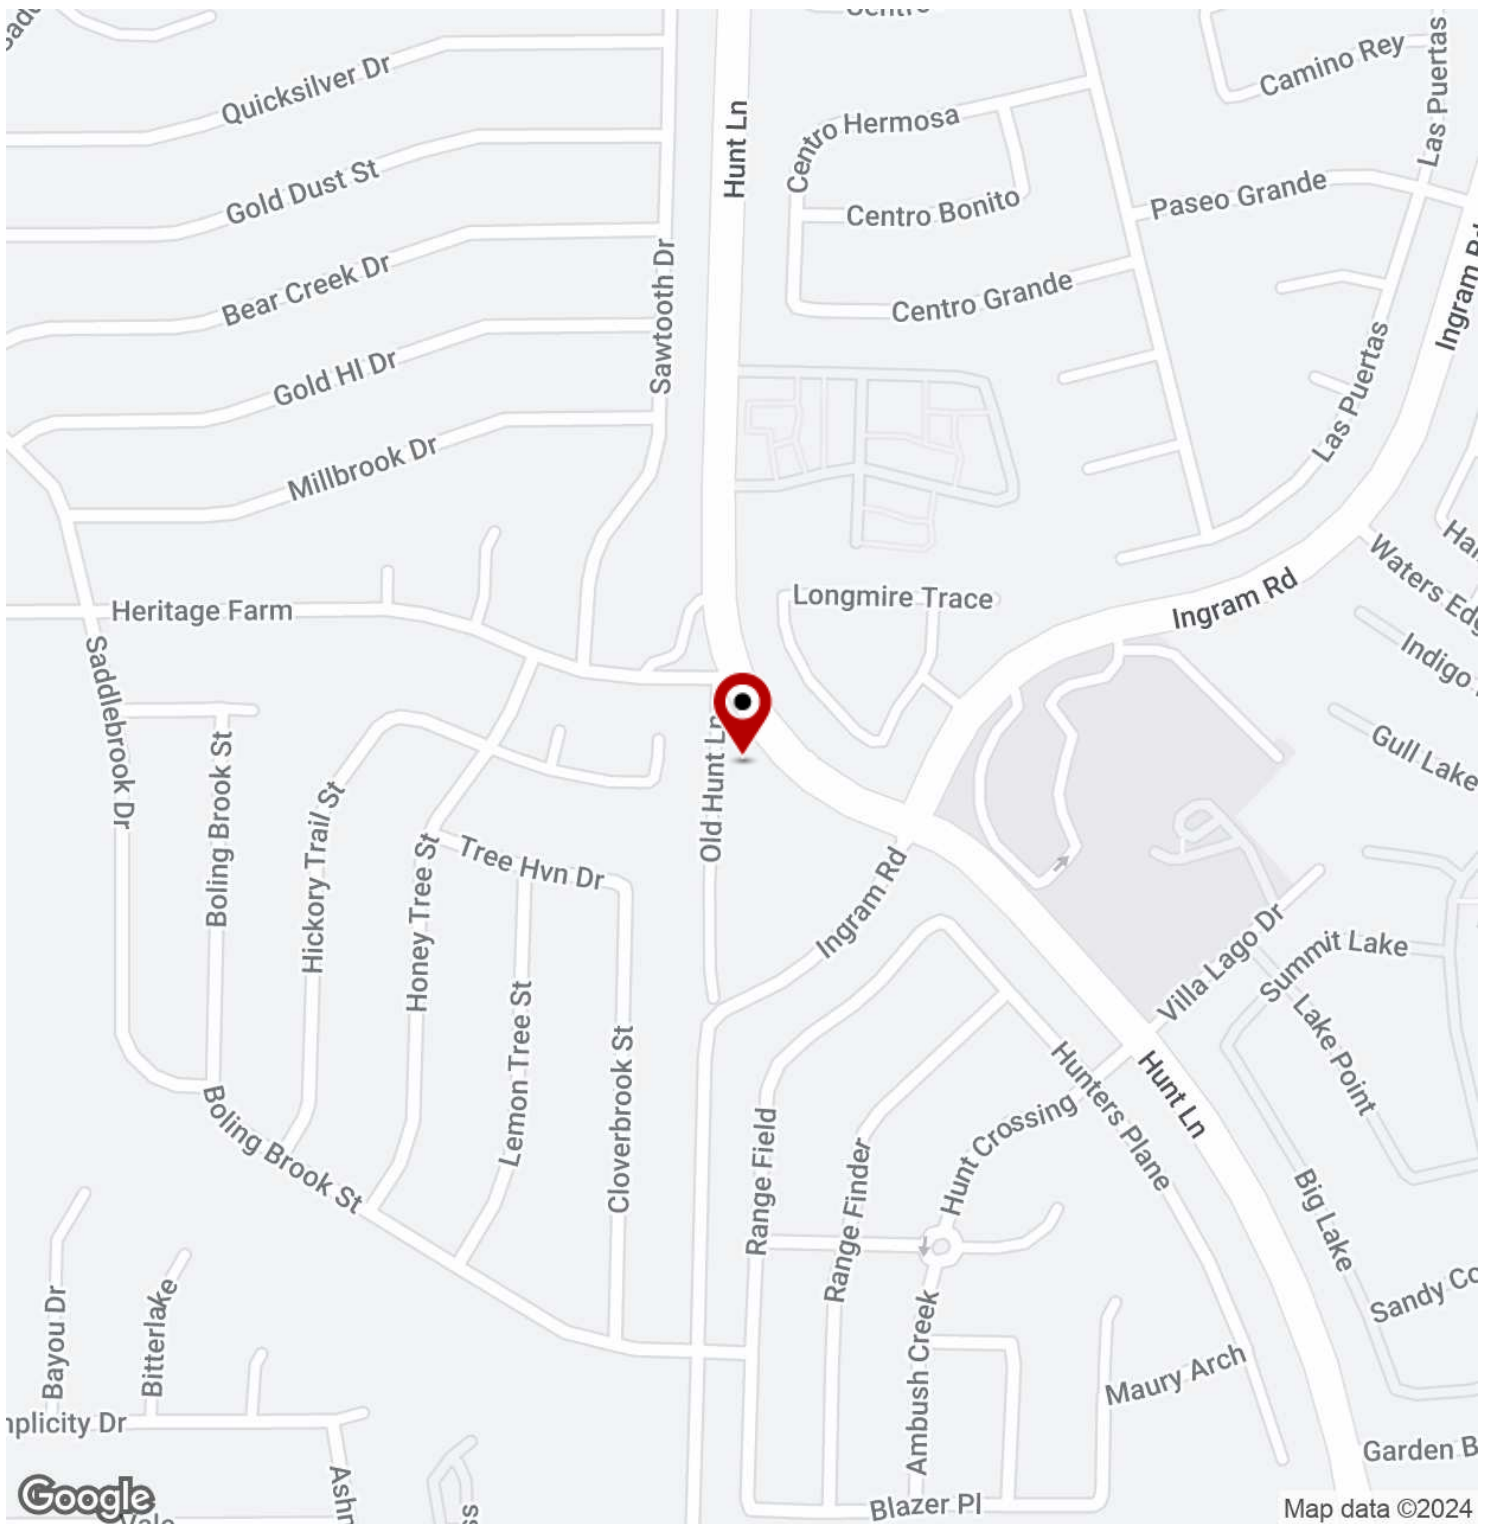 Quicksilver Dr
Hunt Ln
Camino Rey
Las Puertas
Centro Hermosa
Gold Dust St
Centro Bonito
Paseo Grande
Ingram Rd
Sawtooth Dr
Bear Creek Dr
Centro Grande
Gold Hl Dr
Las Puertas
Millbrook Dr
Heritage Farm
Longmire Trace
Ingram Rd
Waters Edg
Indigo
Saddlebrook Dr
Boling Brook St
Hickory Trail St
Old Hunt Ln
Gull Lake
Honey Tree St
Tree Hvn Dr
Ingram Rd
Villa Lago Dr
Summit Lake
Lemon Tree St
Cloverbrook St
Lake Point
Hunters Plane
Hunt Ln
Boling Brook St
Range Field
Range Finder
Hunt Crossing
Big Lake
Bayou Dr
Bitterlake
Sandy Co
Ambush Creek
Maury Arch
nplicity Dr
Garden B
Google
Blazer Pl
Map data ©2024